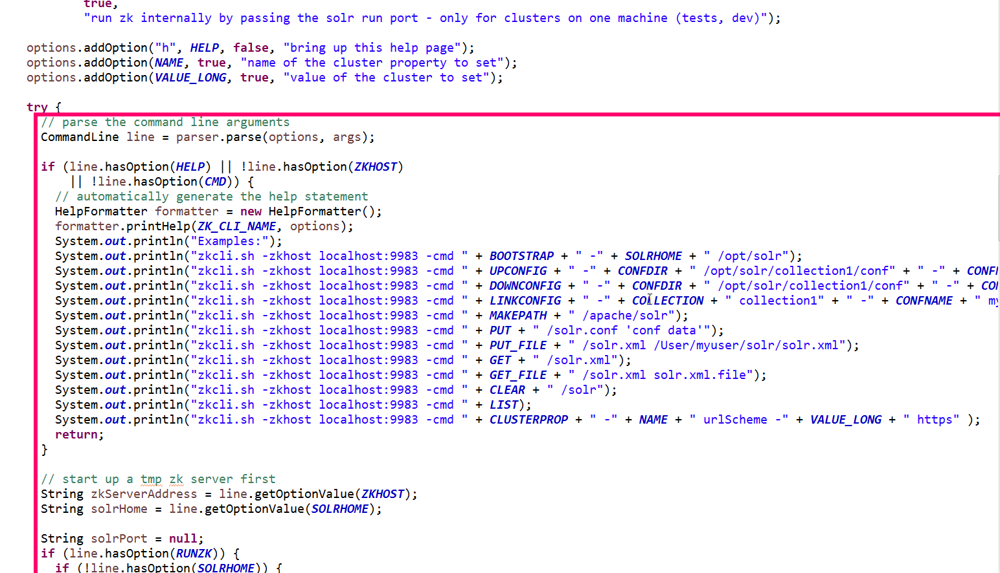 true,
"run zk internally by passing the solr run port - only for clusters on one machine (tests, dev)");
options.addOption("h", HELP, false, "bring up this help page");
options.addOption(NAME, true, "name of the cluster property to set");
options.addOption(VALUE_LONG, true, "value of the cluster to set");
try {
// parse the command line arguments
CommandLine line = parser.parse(options, args);
if (line.hasOption(HELP) || !line.hasOption(ZKHOST)
|| !line.hasOption(CMD)) {
// automatically generate the help statement
HelpFormatter formatter = new HelpFormatter();
formatter.printHelp(ZK_CLI_NAME, options);
System.out.println("Examples:");
System.out.println("zkcli.sh -zkhost localhost:9983 -cmd " + BOOTSTRAP + " -" + SOLRHOME + " /opt/solr");
System.out.println("zkcli.sh -zkhost localhost:9983 -cmd " + UPCONFIG + " -" + CONFDIR + " /opt/solr/collection1/conf" + " -" + CONF
System.out.println("zkcli.sh -zkhost localhost:9983 -cmd " + DOWNCONFIG + " -" + CONFDIR + " /opt/solr/collection1/conf" + " -" + CO
System.out.println("zkcli.sh -zkhost localhost:9983 -cmd " + LINKCONFIG + " -" + COLLECTION + " collection1" + " -" + CONFNAME + " my
System.out.println("zkcli.sh -zkhost localhost:9983 -cmd " + MAKEPATH + " /apache/solr");
System.out.println("zkcli.sh -zkhost localhost:9983 -cmd " + PUT + " /solr.conf 'conf data'");
System.out.println("zkcli.sh -zkhost localhost:9983 -cmd " + PUT_FILE + " /solr.xml /User/myuser/solr/solr.xml");
System.out.println("zkcli.sh -zkhost localhost:9983 -cmd " + GET + " /solr.xml");
System.out.println("zkcli.sh -zkhost localhost:9983 -cmd " + GET_FILE + " /solr.xml solr.xml.file");
System.out.println("zkcli.sh -zkhost localhost:9983 -cmd " + CLEAR + " /solr");
System.out.println("zkcli.sh -zkhost localhost:9983 -cmd " + LIST);
System.out.println("zkcli.sh -zkhost localhost:9983 -cmd " + CLUSTERPROP + " -" + NAME + " urlScheme -" + VALUE_LONG + " https" );
return;
}
// start up a tmp zk server first
String zkServerAddress = line.getOptionValue(ZKHOST);
String solrHome = line.getOptionValue(SOLRHOME);
String solrPort = null;
if (line.hasOption(RUNZK)) {
if (!line.hasOption(SOLRHOME)) {